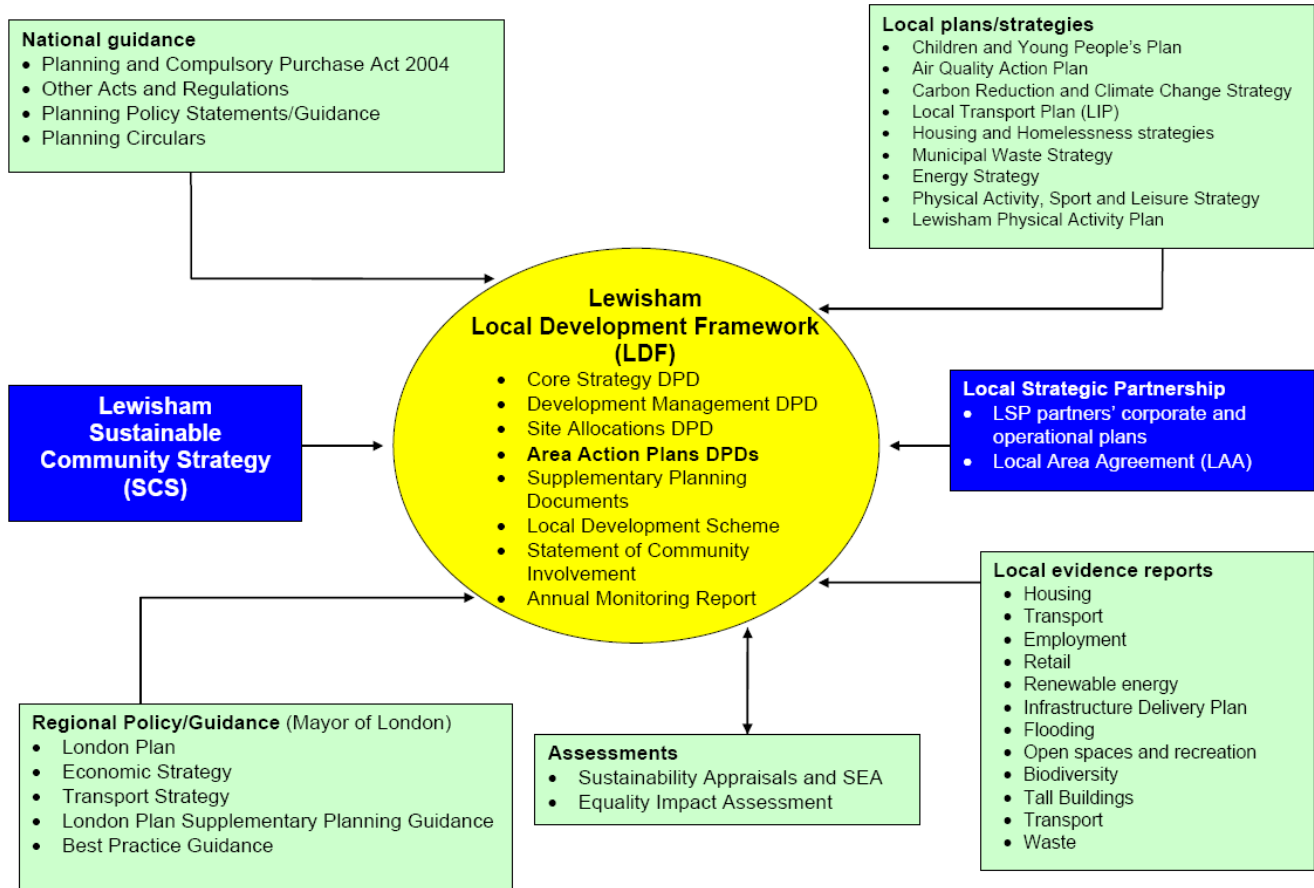 National guidance
• Planning and Compulsory Purchase Act 2004
• Other Acts and Regulations
• Planning Policy Statements/Guidance
• Planning Circulars
Local plans/strategies
• Children and Young People's Plan
• Air Quality Action Plan
• Carbon Reduction and Climate Change Strategy
• Local Transport Plan (LIP)
• Housing and Homelessness strategies
• Municipal Waste Strategy
• Energy Strategy
• Physical Activity, Sport and Leisure Strategy
• Lewisham Physical Activity Plan
Lewisham
Local Development Framework
(LDF)
• Core Strategy DPD
• Development Management DPD
• Site Allocations DPD
• Area Action Plans DPDs
• Supplementary Planning
Documents
• Local Development Scheme
• Statement of Community
Involvement
• Annual Monitoring Report
Lewisham
Sustainable
Community Strategy
(SCS)
Local Strategic Partnership
• LSP partners' corporate and
operational plans
• Local Area Agreement (LAA)
Local evidence reports
• Housing
• Transport
• Employment
• Retail
• Renewable energy
• Infrastructure Delivery Plan
• Flooding
• Open spaces and recreation
• Biodiversity
• Tall Buildings
• Transport
• Waste
Regional Policy/Guidance (Mayor of London)
• London Plan
• Economic Strategy
• Transport Strategy
• London Plan Supplementary Planning Guidance
• Best Practice Guidance
Assessments
• Sustainability Appraisals and SEA
• Equality Impact Assessment